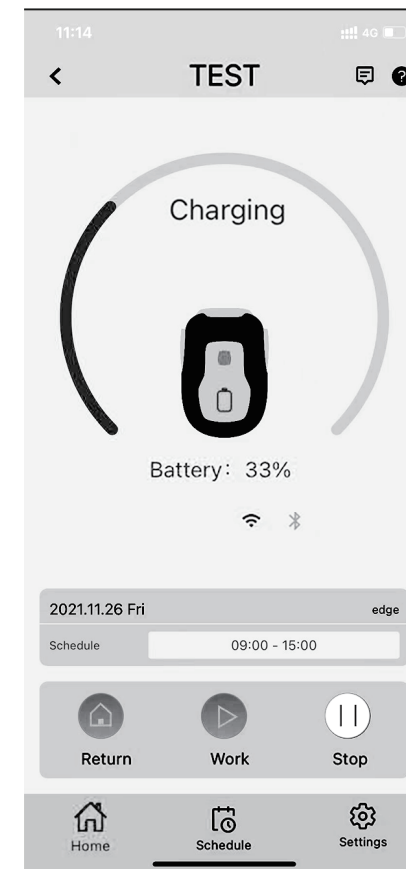 11:14 4G
TEST ?
Charging
Battery: 33%
2021.11.26 Fri edge
Schedule 09:00 - 15:00
Return Work Stop
Home Schedule Settings